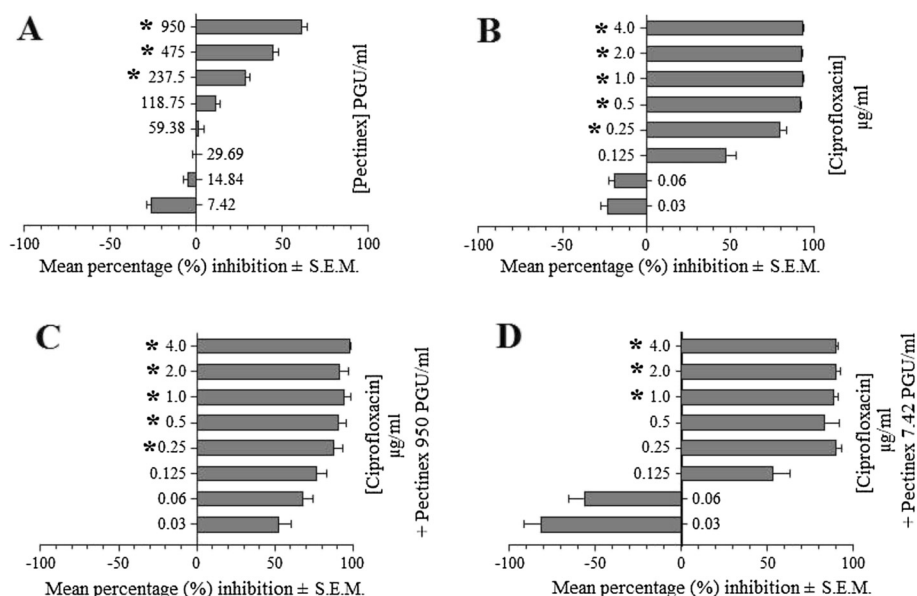 A
* 950
* 475
* 237.5
118.75
59.38
29.69
14.84
7.42
-100 -50 0 50 100
Mean percentage (%) inhibition ± S.E.M.
[Pectinex] PGU/ml
B
* 4.0
* 2.0
* 1.0
* 0.5
* 0.25
0.125
0.06
0.03
-100 -50 0 50 100
Mean percentage (%) inhibition ± S.E.M.
[Ciprofloxacin]
µg/ml
C
* 4.0
* 2.0
* 1.0
* 0.5
* 0.25
0.125
0.06
0.03
-100 -50 0 50 100
Mean percentage (%) inhibition ± S.E.M.
[Ciprofloxacin]
µg/ml
+ Pectinex 950 PGU/ml
D
* 4.0
* 2.0
* 1.0
0.5
0.25
0.125
0.06
0.03
-100 -50 0 50 100
Mean percentage (%) inhibition ± S.E.M.
[Ciprofloxacin]
µg/ml
+ Pectinex 7.42 PGU/ml